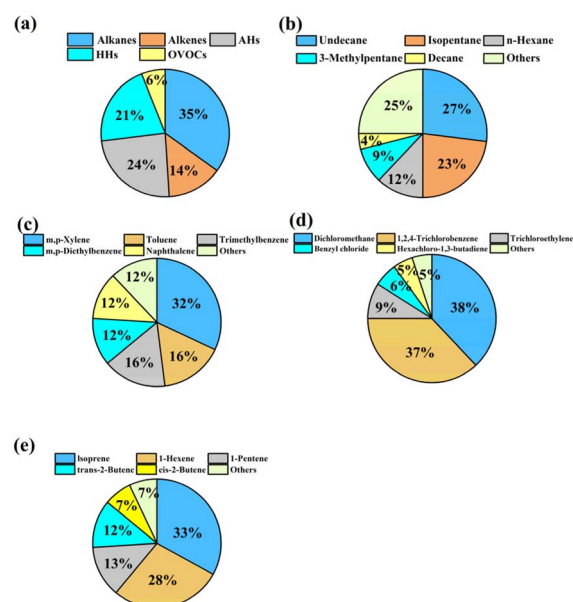 (a)
Alkanes Alkenes AHs
HHs OVOCs
6%
35%
21%
24%
14%
(b)
Undecane Isopentane n-Hexane
3-Methylpentane Decane Others
25%
27%
4%
9%
12%
23%
(c)
m,p-Xylene Toluene Trimethylbenzene
m,p-Diethylbenzene Naphthalene Others
12%
32%
12%
12%
16%
16%
(d)
Dichloromethane 1,2,4-Trichlorobenzene Trichloroethylene
Benzyl chloride Hexachloro-1,3-butadiene Others
5%
5%
6%
9%
38%
37%
(e)
Isoprene 1-Hexene 1-Pentene
trans-2-Butene cis-2-Butene Others
7%
7%
12%
33%
13%
28%